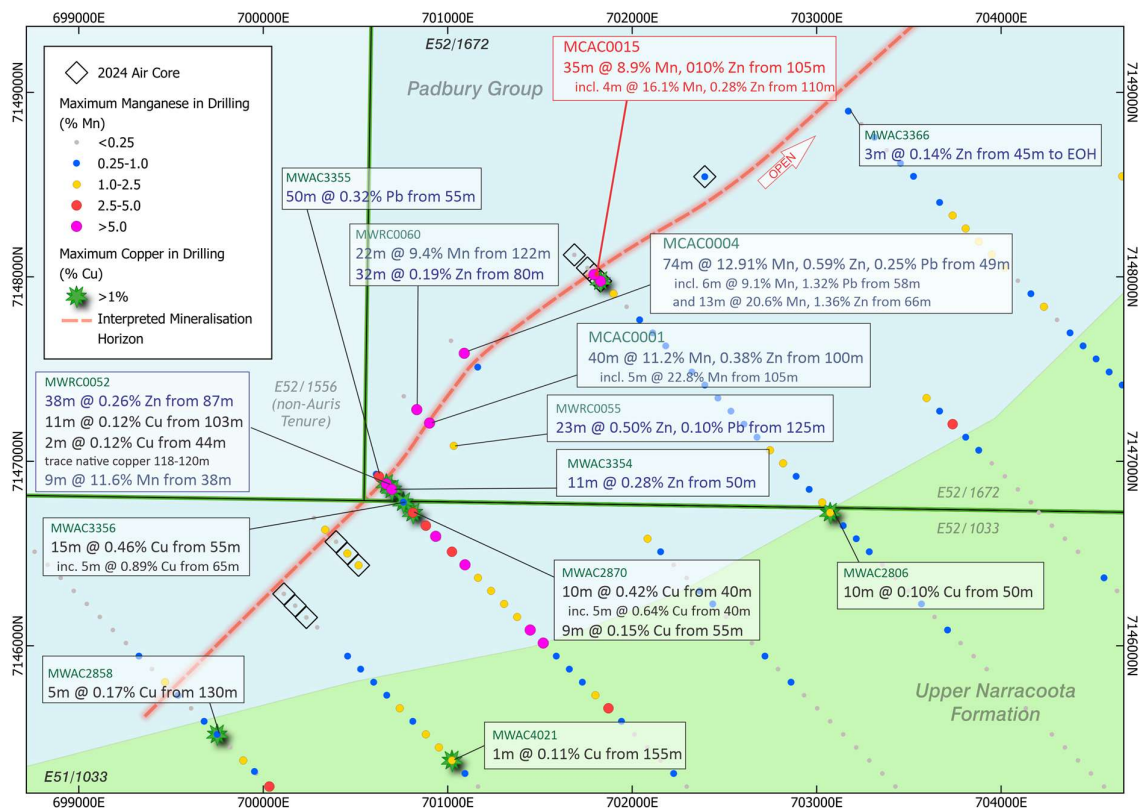 699000E
700000E
701000E
702000E
703000E
704000E
7149000N
7148000N
7147000N
7146000N
7149000N
7148000N
7147000N
7146000N
2024 Air Core
Maximum Manganese in Drilling
(% Mn)
<0.25
0.25-1.0
1.0-2.5
2.5-5.0
>5.0
Maximum Copper in Drilling
(% Cu)
>1%
Interpreted Mineralisation
Horizon
E52/1672
Padbury Group
MCAC0015
35m @ 8.9% Mn, 010% Zn from 105m
incl. 4m @ 16.1% Mn, 0.28% Zn from 110m
OPEN
MWAC3366
3m @ 0.14% Zn from 45m to EOH
MWAC3355
50m @ 0.32% Pb from 55m
MWRC0060
22m @ 9.4% Mn from 122m
32m @ 0.19% Zn from 80m
MCAC0004
74m @ 12.91% Mn, 0.59% Zn, 0.25% Pb from 49m
incl. 6m @ 9.1% Mn, 1.32% Pb from 58m
and 13m @ 20.6% Mn, 1.36% Zn from 66m
MCAC0001
40m @ 11.2% Mn, 0.38% Zn from 100m
incl. 5m @ 22.8% Mn from 105m
E52/1556
(non-Auris
Tenure)
MWRC0052
38m @ 0.26% Zn from 87m
11m @ 0.12% Cu from 103m
2m @ 0.12% Cu from 44m
trace native copper 118-120m
9m @ 11.6% Mn from 38m
MWRC0055
23m @ 0.50% Zn, 0.10% Pb from 125m
MWAC3354
11m @ 0.28% Zn from 50m
E52/1672
E52/1033
MWAC3356
15m @ 0.46% Cu from 55m
inc. 5m @ 0.89% Cu from 65m
MWAC2870
10m @ 0.42% Cu from 40m
inc. 5m @ 0.64% Cu from 40m
9m @ 0.15% Cu from 55m
MWAC2806
10m @ 0.10% Cu from 50m
MWAC2858
5m @ 0.17% Cu from 130m
Upper Narracoota
Formation
MWAC4021
1m @ 0.11% Cu from 155m
E51/1033
699000E
700000E
701000E
702000E
703000E
704000E